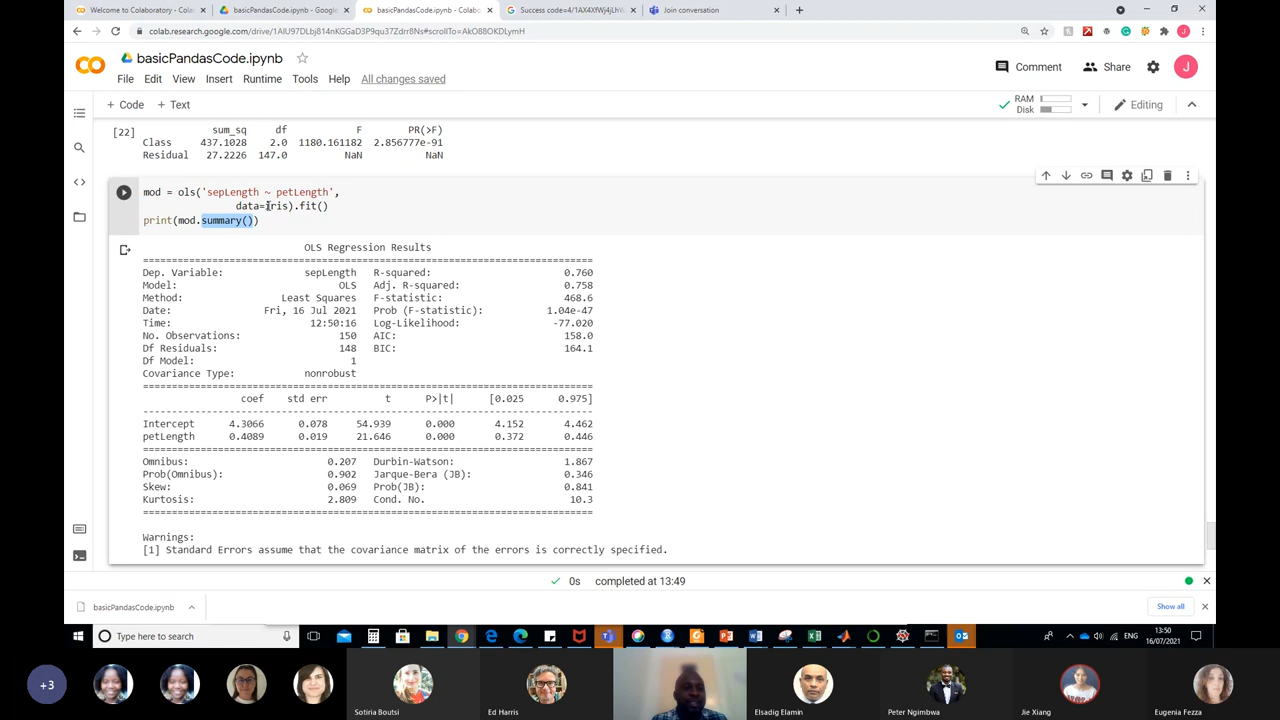 Welcome to Colaboratory - Cola
basicPandasCode.ipynb - Google
basicPandasCode.ipynb - Colabo
Success code=4/1AX4XfWj4jLhW
Join conversation
colab.research.google.com/drive/1AlU97DLbj814nKGGaD3P9qu37Zdrr8Ns#scrollTo=AkO88OKDLymH
basicPandasCode.ipynb
Comment
Share
J
File Edit View Insert Runtime Tools Help All changes saved
+ Code + Text
RAM
Disk
Editing
[22]
sum_sq df F PR(>F)
Class 437.1028 2.0 1180.161182 2.856777e-91
Residual 27.2226 147.0 NaN NaN
mod = ols('sepLength ~ petLength',
data=iris).fit()
print(mod.summary())
OLS Regression Results
==============================================================================
Dep. Variable: sepLength R-squared: 0.760
Model: OLS Adj. R-squared: 0.758
Method: Least Squares F-statistic: 468.6
Date: Fri, 16 Jul 2021 Prob (F-statistic): 1.04e-47
Time: 12:50:16 Log-Likelihood: -77.020
No. Observations: 150 AIC: 158.0
Df Residuals: 148 BIC: 164.1
Df Model: 1
Covariance Type: nonrobust
==============================================================================
coef std err t P>|t| [0.025 0.975]
------------------------------------------------------------------------------
Intercept 4.3066 0.078 54.939 0.000 4.152 4.462
petLength 0.4089 0.019 21.646 0.000 0.372 0.446
==============================================================================
Omnibus: 0.207 Durbin-Watson: 1.867
Prob(Omnibus): 0.902 Jarque-Bera (JB): 0.346
Skew: 0.069 Prob(JB): 0.841
Kurtosis: 2.809 Cond. No. 10.3
==============================================================================
Warnings:
[1] Standard Errors assume that the covariance matrix of the errors is correctly specified.
0s completed at 13:49
basicPandasCode.ipynb
Show all
Type here to search
ENG
13:50
16/07/2021
+3
Sotiria Boutsi
Ed Harris
Elsadig Elamin
Peter Ngimbwa
Jie Xiang
Eugenia Fezza